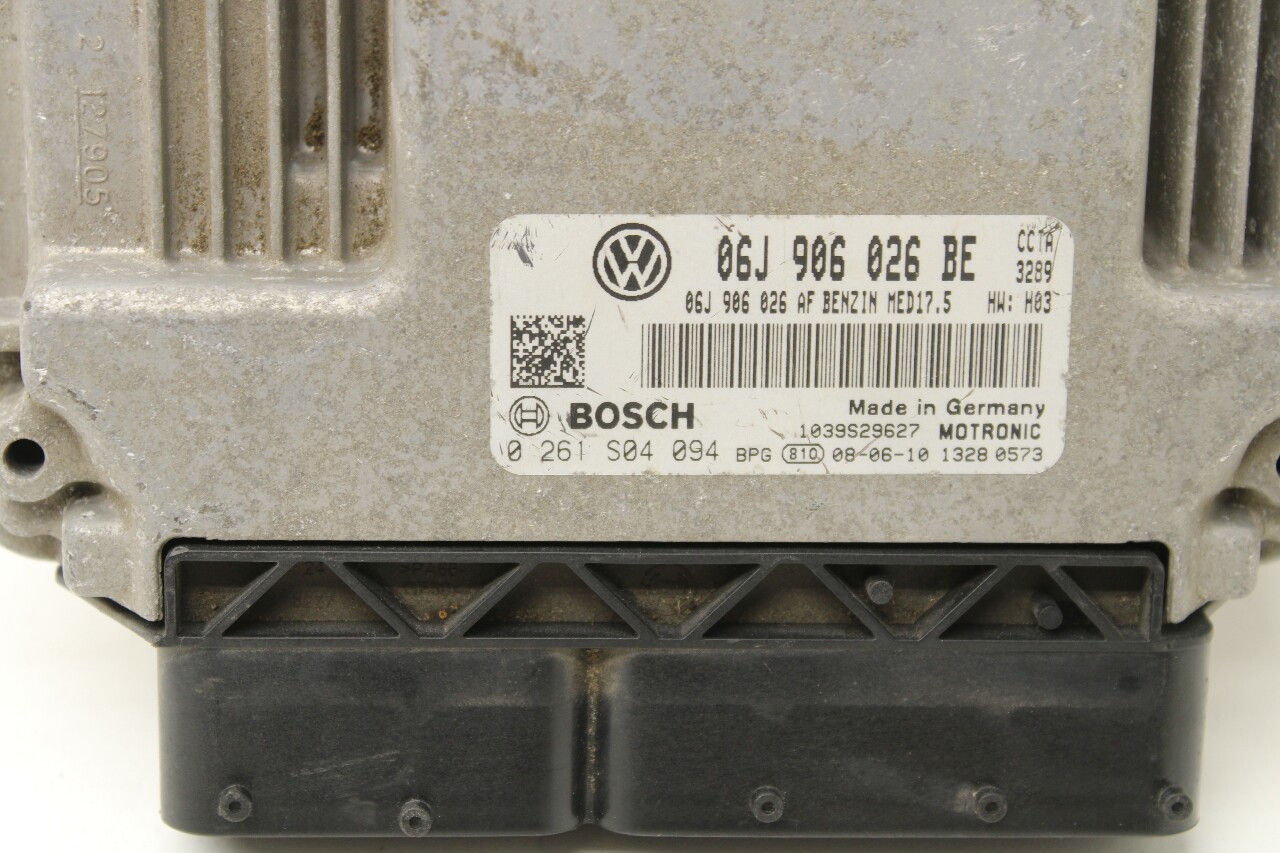 2 127905
06J 906 026 BE
CCTA
3289
06J 906 026 AF BENZIN MED17.5 HW: H03
BOSCH
Made in Germany
1039S29627 MOTRONIC
0 261 S04 094 BPG 810 08-06-10 1328 0573